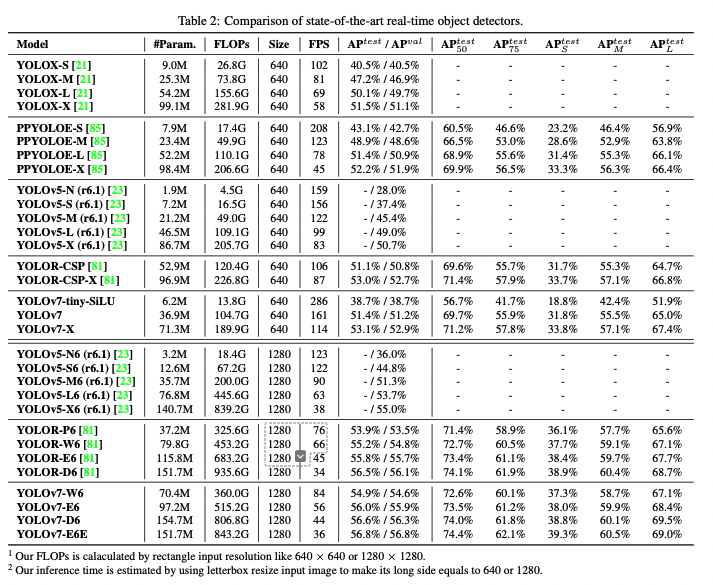 Table 2: Comparison of state-of-the-art real-time object detectors.
Model #Param. FLOPs Size FPS AP^test / AP^val AP^test_50 AP^test_75 AP^test_S AP^test_M AP^test_L
YOLOX-S [21] 9.0M 26.8G 640 102 40.5% / 40.5% - - - - -
YOLOX-M [21] 25.3M 73.8G 640 81 47.2% / 46.9% - - - - -
YOLOX-L [21] 54.2M 155.6G 640 69 50.1% / 49.7% - - - - -
YOLOX-X [21] 99.1M 281.9G 640 58 51.5% / 51.1% - - - - -
PPYOLOE-S [85] 7.9M 17.4G 640 208 43.1% / 42.7% 60.5% 46.6% 23.2% 46.4% 56.9%
PPYOLOE-M [85] 23.4M 49.9G 640 123 48.9% / 48.6% 66.5% 53.0% 28.6% 52.9% 63.8%
PPYOLOE-L [85] 52.2M 110.1G 640 78 51.4% / 50.9% 68.9% 55.6% 31.4% 55.3% 66.1%
PPYOLOE-X [85] 98.4M 206.6G 640 45 52.2% / 51.9% 69.9% 56.5% 33.3% 56.3% 66.4%
YOLOv5-N (r6.1) [23] 1.9M 4.5G 640 159 - / 28.0% - - - - -
YOLOv5-S (r6.1) [23] 7.2M 16.5G 640 156 - / 37.4% - - - - -
YOLOv5-M (r6.1) [23] 21.2M 49.0G 640 122 - / 45.4% - - - - -
YOLOv5-L (r6.1) [23] 46.5M 109.1G 640 99 - / 49.0% - - - - -
YOLOv5-X (r6.1) [23] 86.7M 205.7G 640 83 - / 50.7% - - - - -
YOLOR-CSP [81] 52.9M 120.4G 640 106 51.1% / 50.8% 69.6% 55.7% 31.7% 55.3% 64.7%
YOLOR-CSP-X [81] 96.9M 226.8G 640 87 53.0% / 52.7% 71.4% 57.9% 33.7% 57.1% 66.8%
YOLOv7-tiny-SiLU 6.2M 13.8G 640 286 38.7% / 38.7% 56.7% 41.7% 18.8% 42.4% 51.9%
YOLOv7 36.9M 104.7G 640 161 51.4% / 51.2% 69.7% 55.9% 31.8% 55.5% 65.0%
YOLOv7-X 71.3M 189.9G 640 114 53.1% / 52.9% 71.2% 57.8% 33.8% 57.1% 67.4%
YOLOv5-N6 (r6.1) [23] 3.2M 18.4G 1280 123 - / 36.0% - - - - -
YOLOv5-S6 (r6.1) [23] 12.6M 67.2G 1280 122 - / 44.8% - - - - -
YOLOv5-M6 (r6.1) [23] 35.7M 200.0G 1280 90 - / 51.3% - - - - -
YOLOv5-L6 (r6.1) [23] 76.8M 445.6G 1280 63 - / 53.7% - - - - -
YOLOv5-X6 (r6.1) [23] 140.7M 839.2G 1280 38 - / 55.0% - - - - -
YOLOR-P6 [81] 37.2M 325.6G 1280 76 53.9% / 53.5% 71.4% 58.9% 36.1% 57.7% 65.6%
YOLOR-W6 [81] 79.8G 453.2G 1280 66 55.2% / 54.8% 72.7% 60.5% 37.7% 59.1% 67.1%
YOLOR-E6 [81] 115.8M 683.2G 1280 45 55.8% / 55.7% 73.4% 61.1% 38.4% 59.7% 67.7%
YOLOR-D6 [81] 151.7M 935.6G 1280 34 56.5% / 56.1% 74.1% 61.9% 38.9% 60.4% 68.7%
YOLOv7-W6 70.4M 360.0G 1280 84 54.9% / 54.6% 72.6% 60.1% 37.3% 58.7% 67.1%
YOLOv7-E6 97.2M 515.2G 1280 56 56.0% / 55.9% 73.5% 61.2% 38.0% 59.9% 68.4%
YOLOv7-D6 154.7M 806.8G 1280 44 56.6% / 56.3% 74.0% 61.8% 38.8% 60.1% 69.5%
YOLOv7-E6E 151.7M 843.2G 1280 36 56.8% / 56.8% 74.4% 62.1% 39.3% 60.5% 69.0%
1 Our FLOPs is calaculated by rectangle input resolution like 640 × 640 or 1280 × 1280.
2 Our inference time is estimated by using letterbox resize input image to make its long side equals to 640 or 1280.